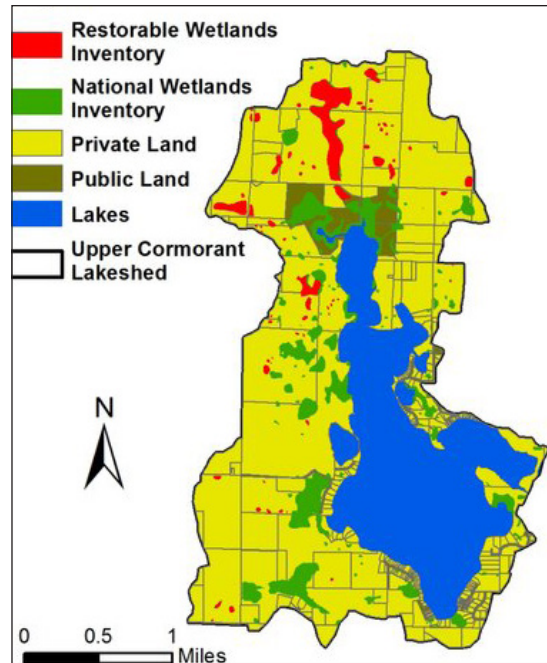 Restorable Wetlands
Inventory
National Wetlands
Inventory
Private Land
Public Land
Lakes
Upper Cormorant
Lakeshed
N
0 0.5 1
Miles